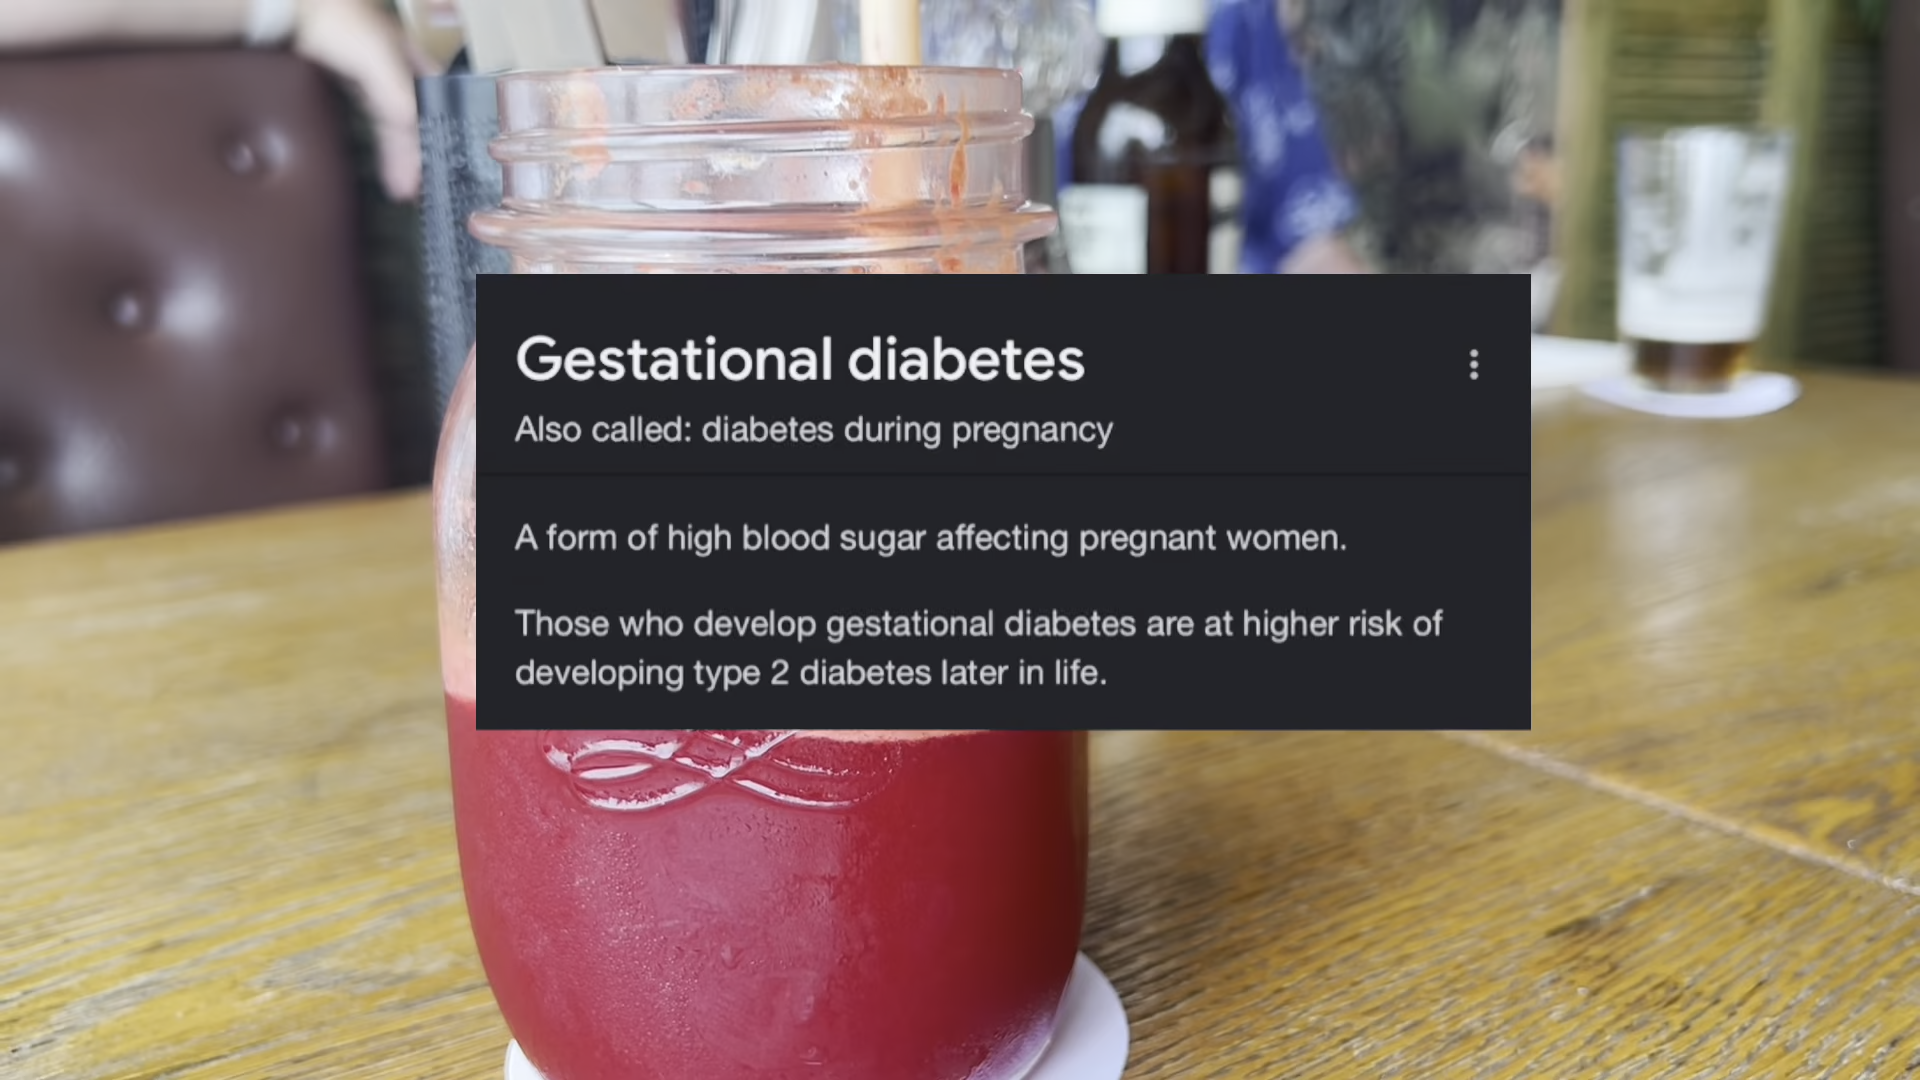 Gestational diabetes
Also called: diabetes during pregnancy
A form of high blood sugar affecting pregnant women.
Those who develop gestational diabetes are at higher risk of
developing type 2 diabetes later in life.